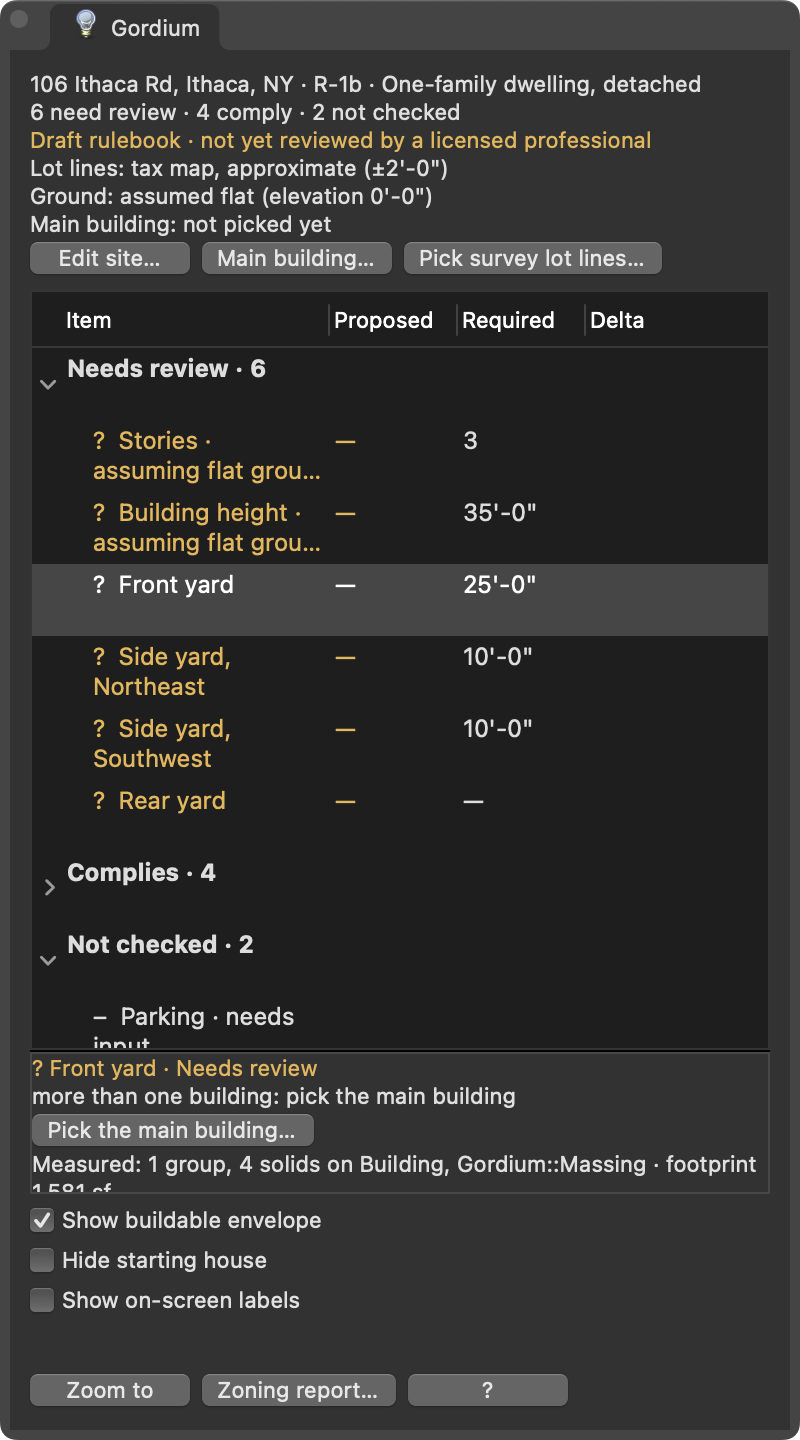 Gordium
106 Ithaca Rd, Ithaca, NY · R-1b · One-family dwelling, detached
6 need review · 4 comply · 2 not checked
Draft rulebook · not yet reviewed by a licensed professional
Lot lines: tax map, approximate (±2'-0")
Ground: assumed flat (elevation 0'-0")
Main building: not picked yet
Edit site... Main building... Pick survey lot lines...
Item Proposed Required Delta
Needs review · 6
? Stories · — 3
assuming flat grou...
? Building height · — 35'-0"
assuming flat grou...
? Front yard — 25'-0"
? Side yard, — 10'-0"
Northeast
? Side yard, — 10'-0"
Southwest
? Rear yard — —
Complies · 4
Not checked · 2
– Parking · needs
input
? Front yard · Needs review
more than one building: pick the main building
Pick the main building...
Measured: 1 group, 4 solids on Building, Gordium::Massing · footprint
1,581 sf
Show buildable envelope
Hide starting house
Show on-screen labels
Zoom to Zoning report... ?